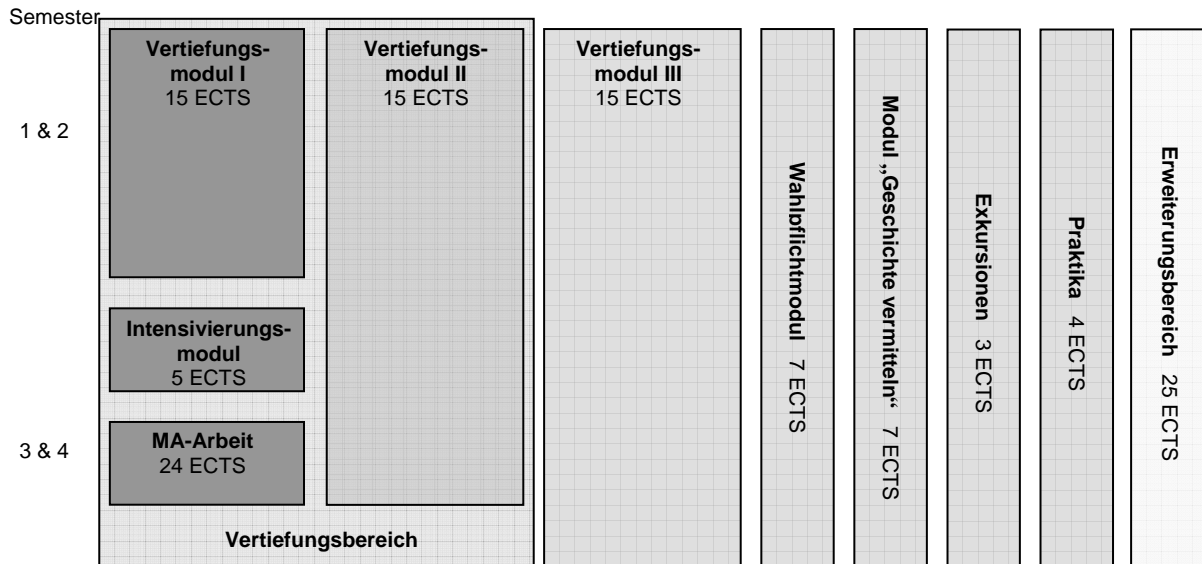 Semester
Vertiefungs-
modul I
15 ECTS
Vertiefungs-
modul II
15 ECTS
Vertiefungs-
modul III
15 ECTS
1 & 2
Intensivierungs-
modul
5 ECTS
3 & 4
MA-Arbeit
24 ECTS
Vertiefungsbereich
Wahlpflichtmodul 7 ECTS
Modul „Geschichte vermitteln“ 7 ECTS
Exkursionen 3 ECTS
Praktika 4 ECTS
Erweiterungsbereich 25 ECTS